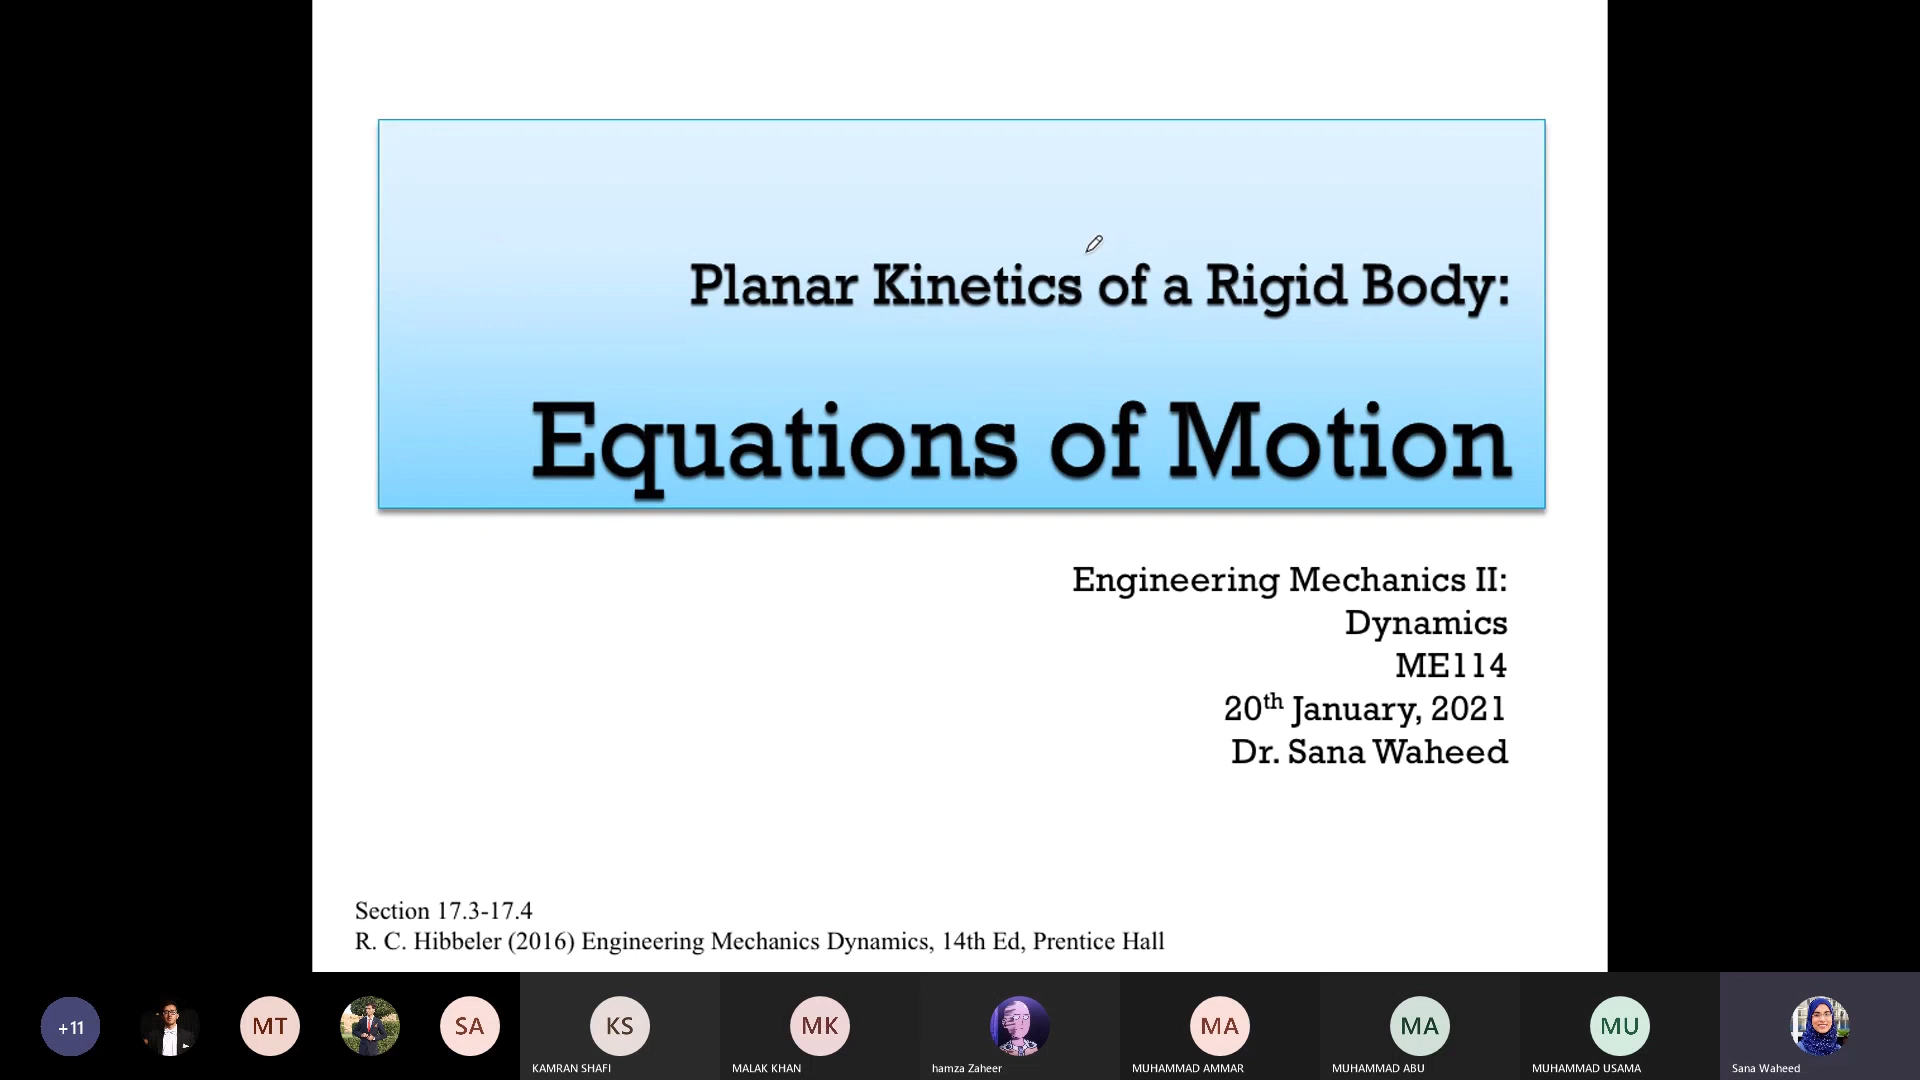 Planar Kinetics of a Rigid Body:
Equations of Motion
Engineering Mechanics II:
Dynamics
ME114
20th January, 2021
Dr. Sana Waheed
Section 17.3-17.4
R. C. Hibbeler (2016) Engineering Mechanics Dynamics, 14th Ed, Prentice Hall
+11
MT
SA
KS
MK
MA
MA
MU
KAMRAN SHAFI
MALAK KHAN
hamza Zaheer
MUHAMMAD AMMAR
MUHAMMAD ABU
MUHAMMAD USAMA
Sana Waheed